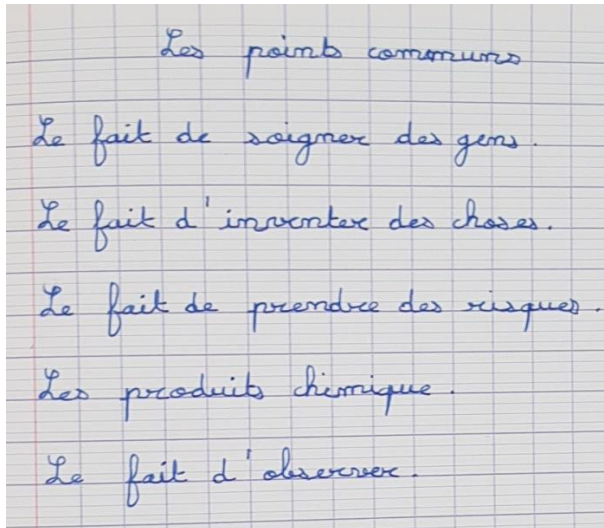 Les points communs
Le fait de soigner des gens.
Le fait d'inventer des choses.
Le fait de prendre des risques.
Les produits chimique.
Le fait d'observer.